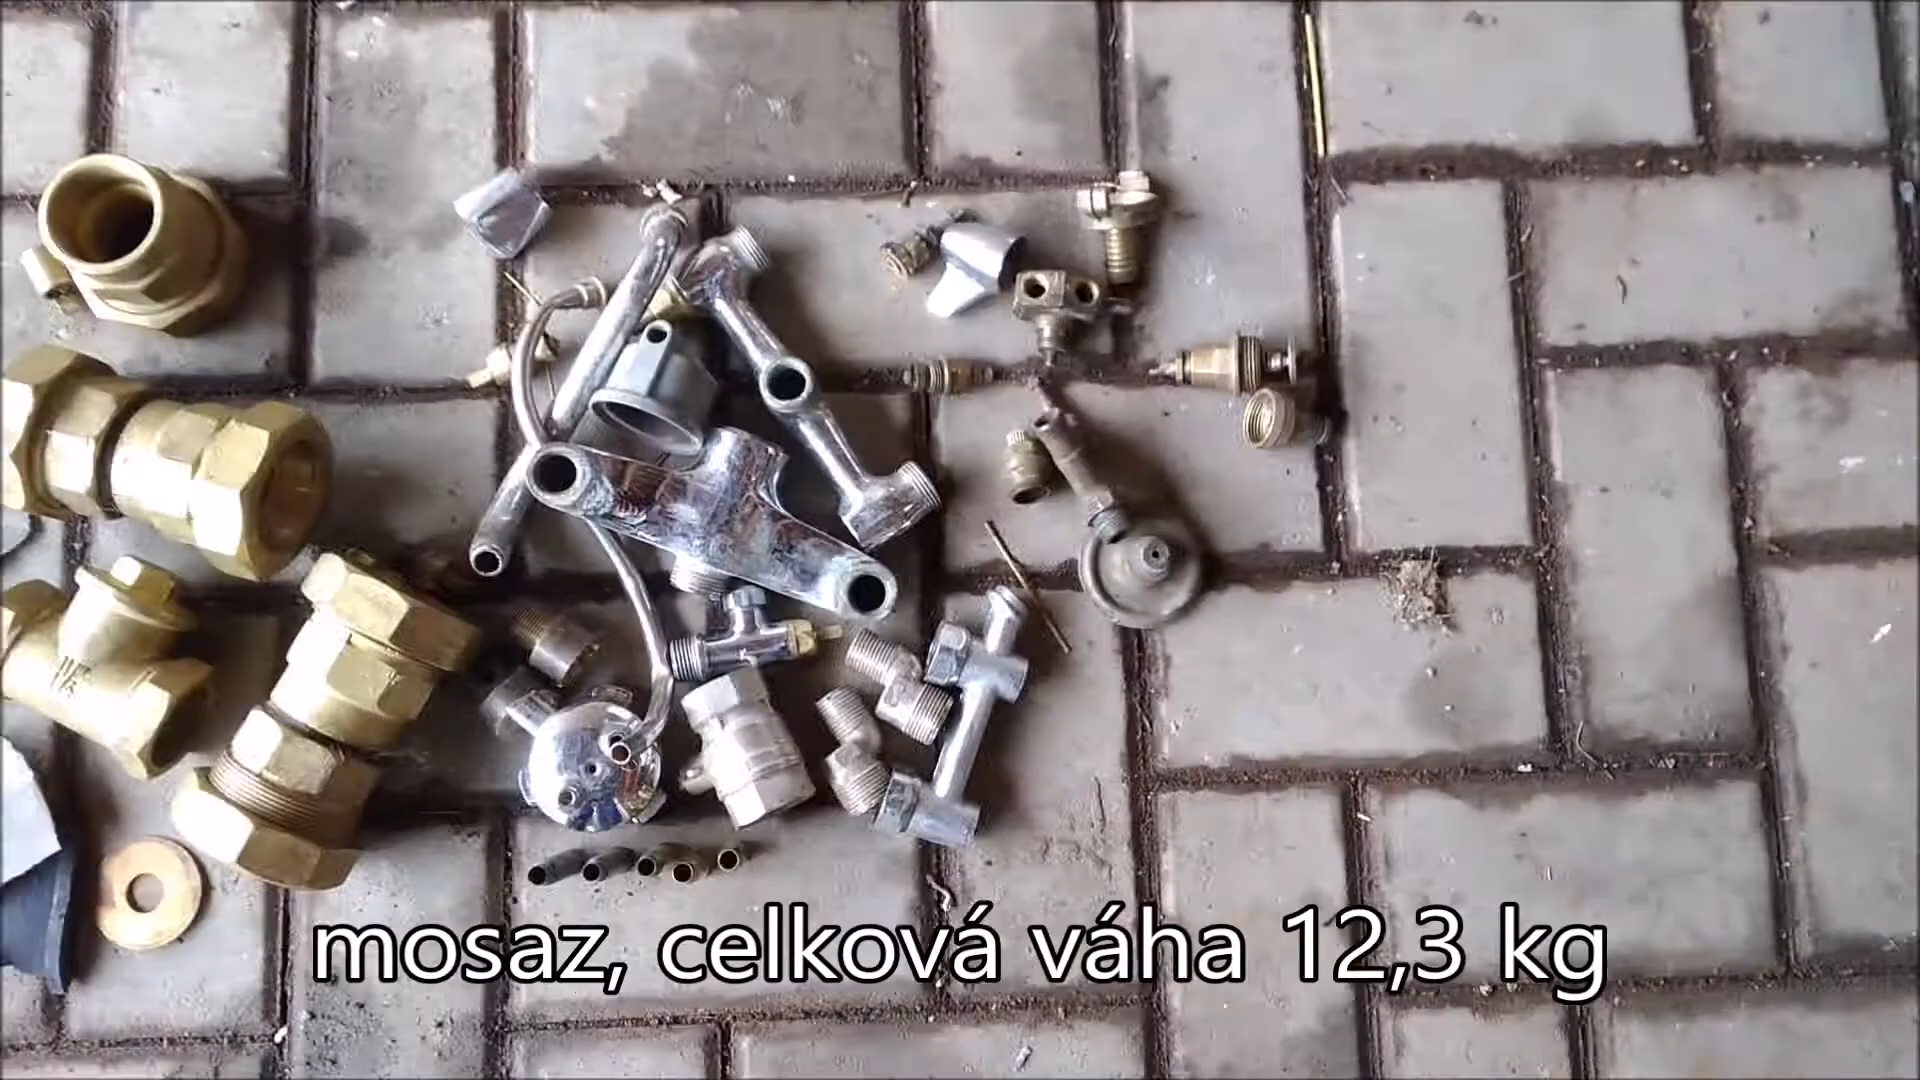 mosaz, celková váha 12,3 kg